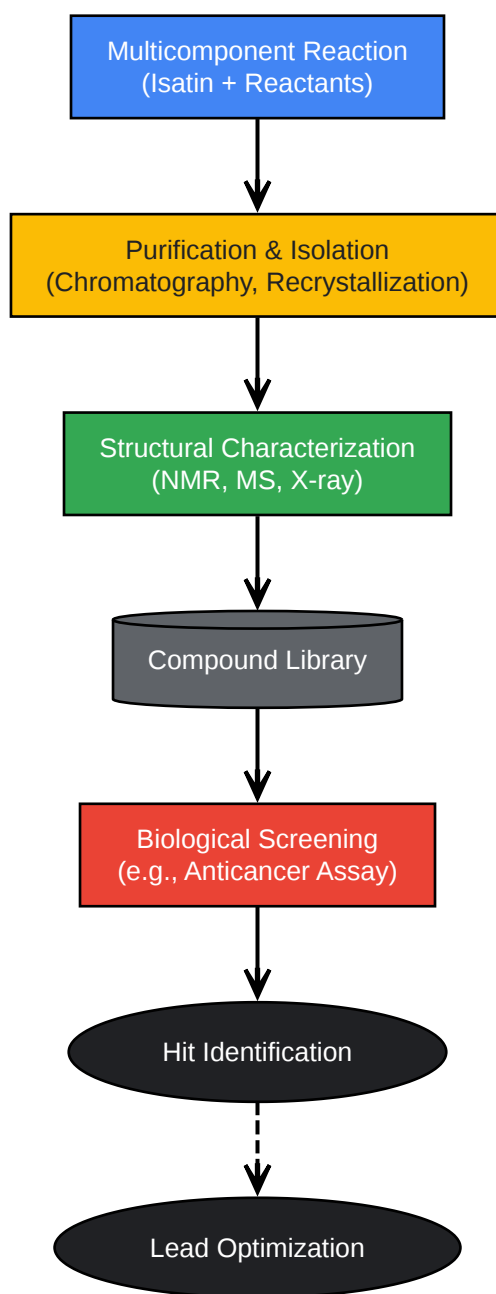 Multicomponent Reaction
(Isatin + Reactants)
Purification & Isolation
(Chromatography, Recrystallization)
Structural Characterization
(NMR, MS, X-ray)
Compound Library
Biological Screening
(e.g., Anticancer Assay)
Hit Identification
Lead Optimization